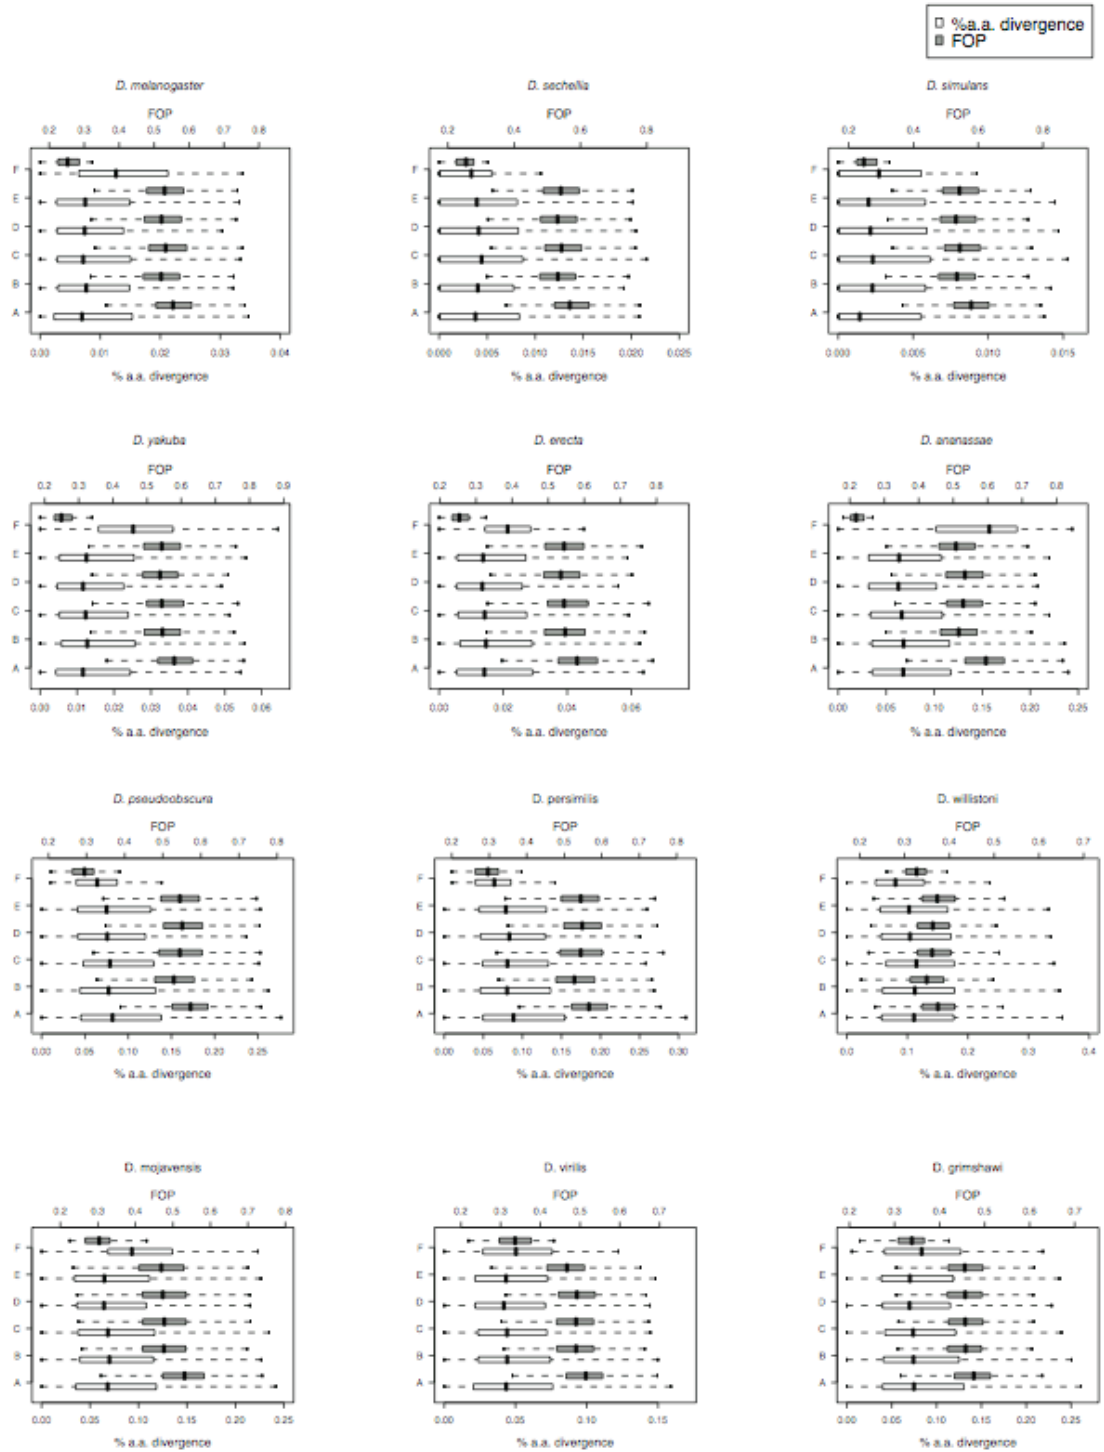 %a.a. divergence
FOP
D. melanogaster
FOP
0.2 0.3 0.4 0.5 0.6 0.7 0.8
F
E
D
C
B
A
0.00 0.01 0.02 0.03 0.04
% a.a. divergence
D. sechellia
FOP
0.2 0.4 0.6 0.8
F
E
D
C
B
A
0.000 0.005 0.010 0.015 0.020 0.025
% a.a. divergence
D. simulans
FOP
0.2 0.4 0.6 0.8
F
E
D
C
B
A
0.000 0.005 0.010 0.015
% a.a. divergence
D. yakuba
FOP
0.2 0.3 0.4 0.5 0.6 0.7 0.8 0.9
F
E
D
C
B
A
0.00 0.01 0.02 0.03 0.04 0.05 0.06
% a.a. divergence
D. erecta
FOP
0.2 0.3 0.4 0.5 0.6 0.7 0.8
F
E
D
C
B
A
0.00 0.02 0.04 0.06
% a.a. divergence
D. ananassae
FOP
0.2 0.3 0.4 0.5 0.6 0.7 0.8
F
E
D
C
B
A
0.00 0.05 0.10 0.15 0.20 0.25
% a.a. divergence
D. pseudoobscura
FOP
0.2 0.3 0.4 0.5 0.6 0.7 0.8
F
E
D
C
B
A
0.00 0.05 0.10 0.15 0.20 0.25
% a.a. divergence
D. persimilis
FOP
0.2 0.3 0.4 0.5 0.6 0.7 0.8
F
E
D
C
B
A
0.00 0.05 0.10 0.15 0.20 0.25 0.30
% a.a. divergence
D. willistoni
FOP
0.2 0.3 0.4 0.5 0.6 0.7
F
E
D
C
B
A
0.0 0.1 0.2 0.3 0.4
% a.a. divergence
D. mojavensis
FOP
0.2 0.3 0.4 0.5 0.6 0.7 0.8
F
E
D
C
B
A
0.00 0.05 0.10 0.15 0.20 0.25
% a.a. divergence
D. virilis
FOP
0.2 0.3 0.4 0.5 0.6 0.7
F
E
D
C
B
A
0.00 0.05 0.10 0.15
% a.a. divergence
D. grimshawi
FOP
0.2 0.3 0.4 0.5 0.6 0.7
F
E
D
C
B
A
0.00 0.05 0.10 0.15 0.20 0.25
% a.a. divergence